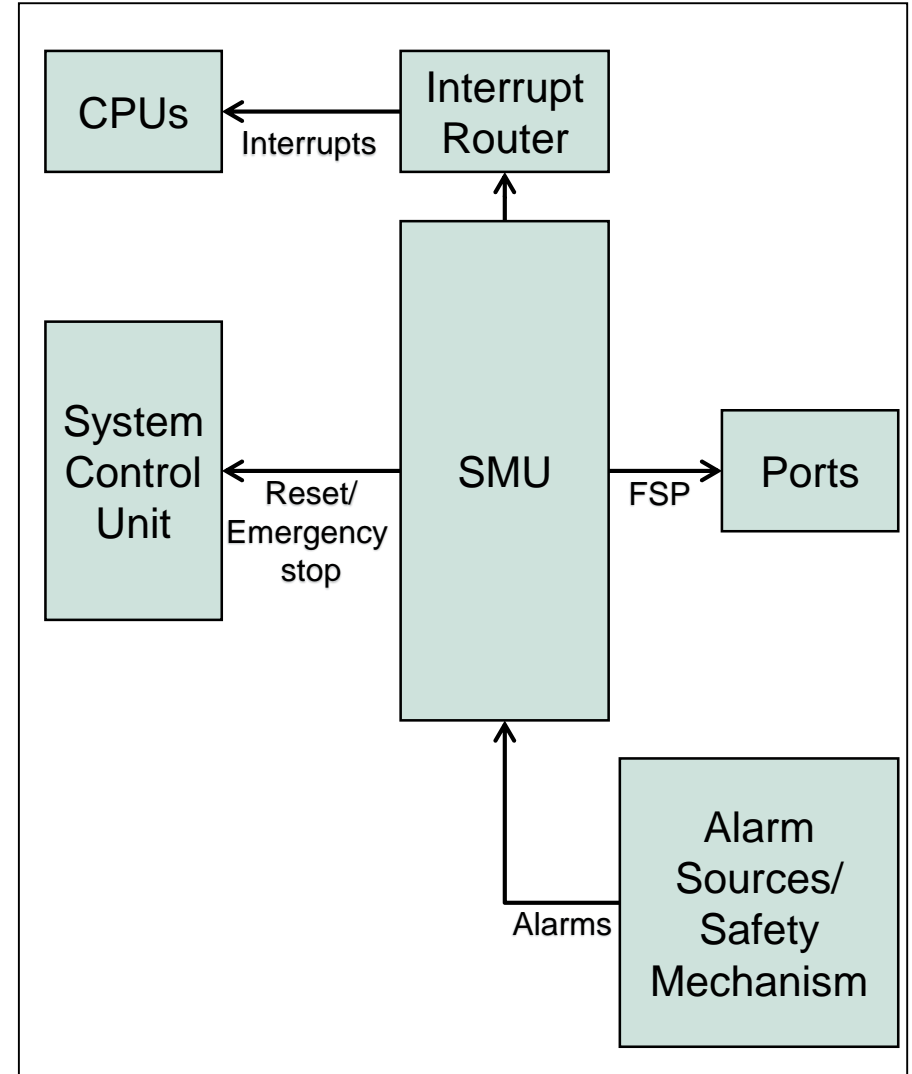 CPUs
Interrupts
Interrupt
Router
System
Control
Unit
Reset/
Emergency
stop
SMU
FSP
Ports
Alarms
Alarm
Sources/
Safety
Mechanism